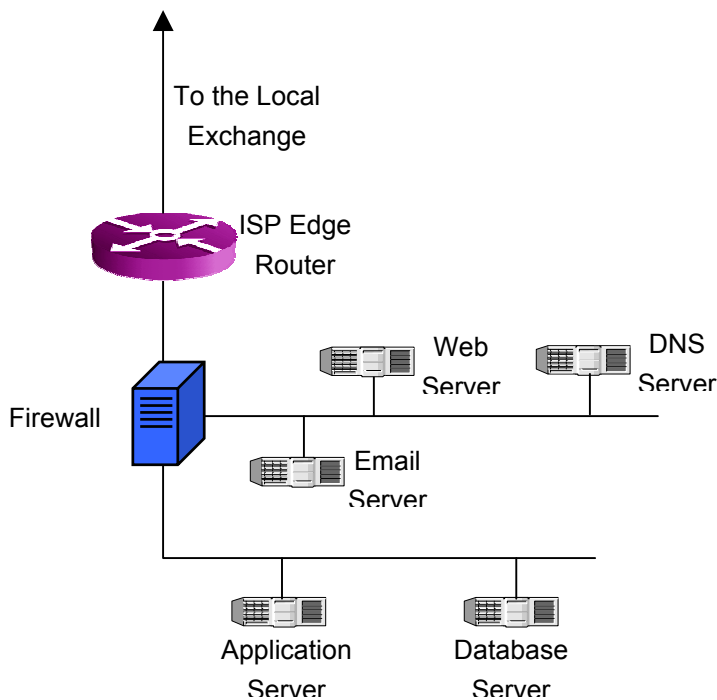 To the Local
Exchange
ISP Edge
Router
Web
Server
DNS
Server
Firewall
Email
Server
Application
Server
Database
Server